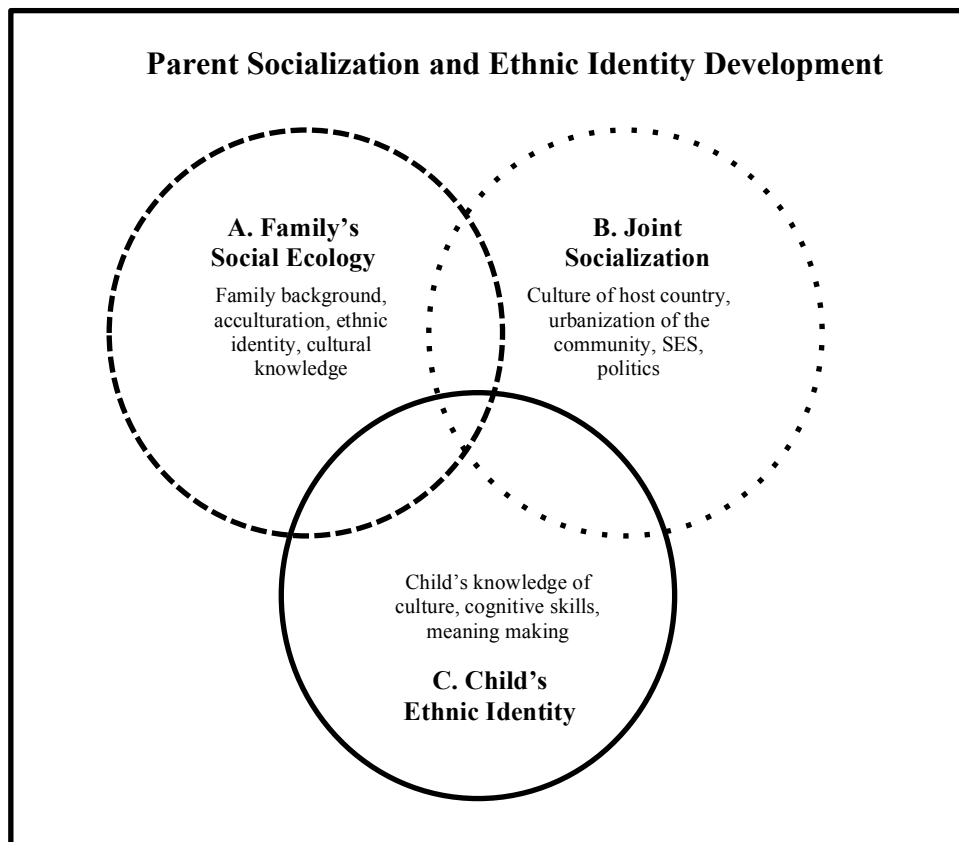 Parent Socialization and Ethnic Identity Development
A. Family’s
Social Ecology
Family background,
acculturation, ethnic
identity, cultural
knowledge
B. Joint
Socialization
Culture of host country,
urbanization of the
community, SES,
politics
Child’s knowledge of
culture, cognitive skills,
meaning making
C. Child’s
Ethnic Identity